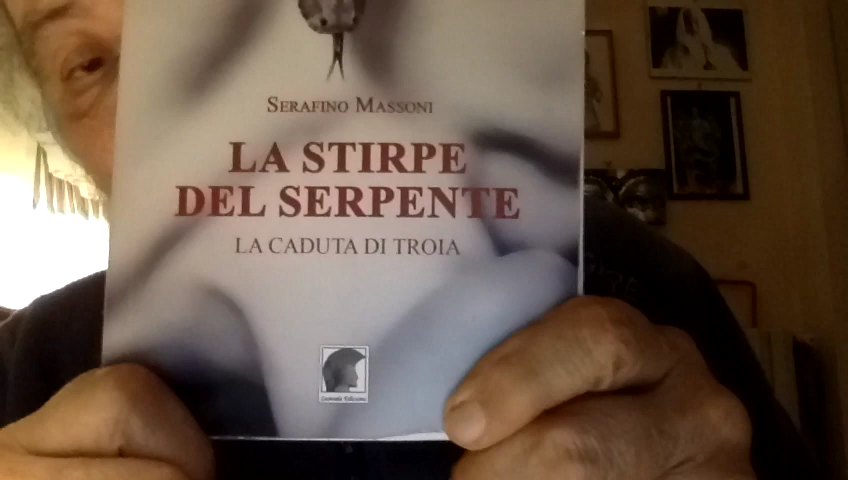 SERAFINO MASSONI
LA STIRPE
DEL SERPENTE
LA CADUTA DI TROIA